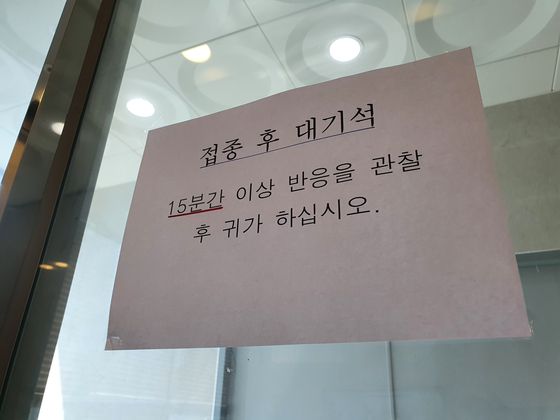 접종 후 대기석
15분간 이상 반응을 관찰
후 귀가 하십시오.